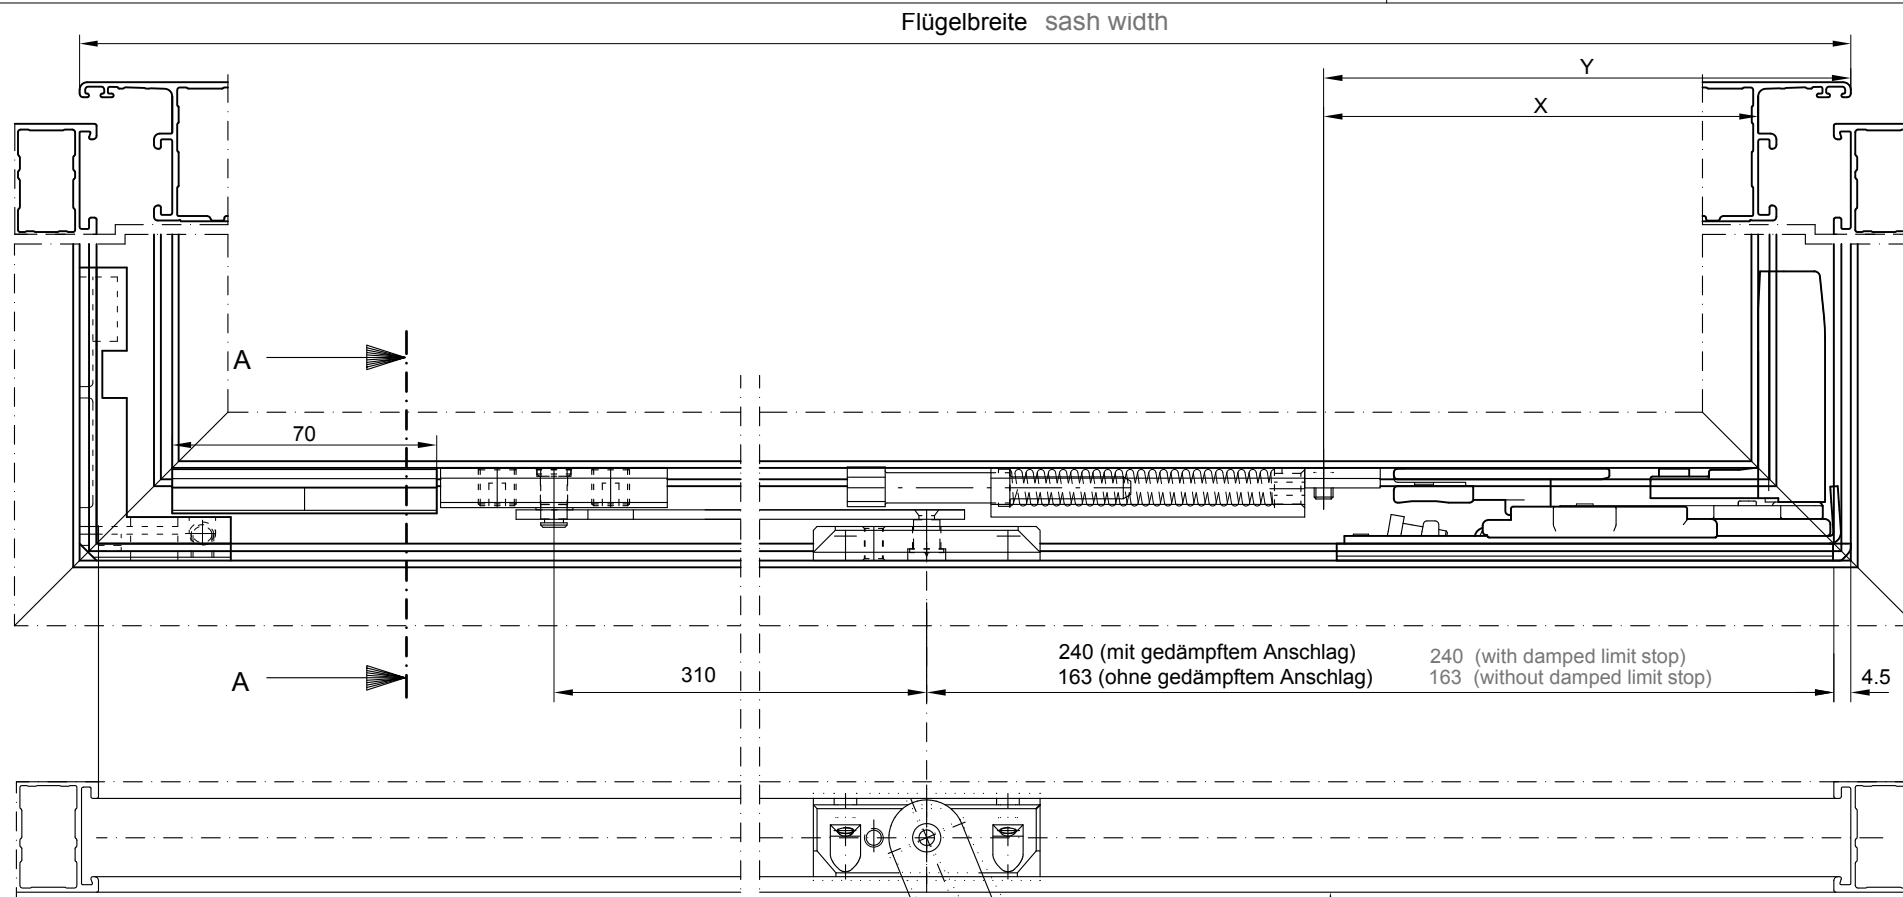 Flügelbreite sash width
Y
X
A
70
240 (mit gedämpftem Anschlag) 240 (with damped limit stop)
310 163 (ohne gedämpftem Anschlag) 163 (without damped limit stop) 4.5
A